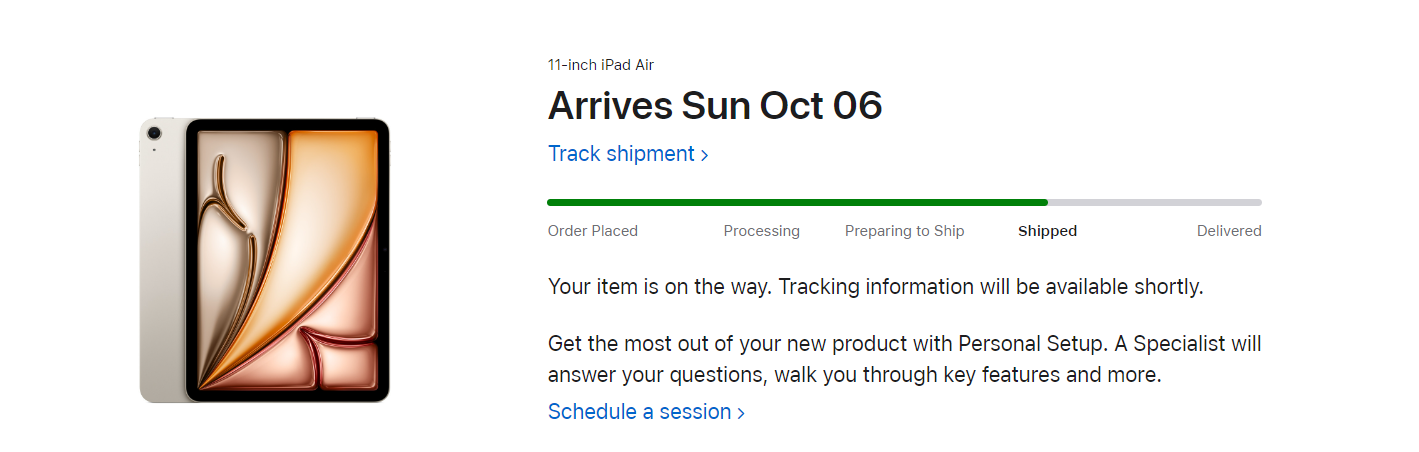 11-inch iPad Air
Arrives Sun Oct 06
Track shipment >
Order Placed Processing Preparing to Ship Shipped Delivered
Your item is on the way. Tracking information will be available shortly.
Get the most out of your new product with Personal Setup. A Specialist will
answer your questions, walk you through key features and more.
Schedule a session >